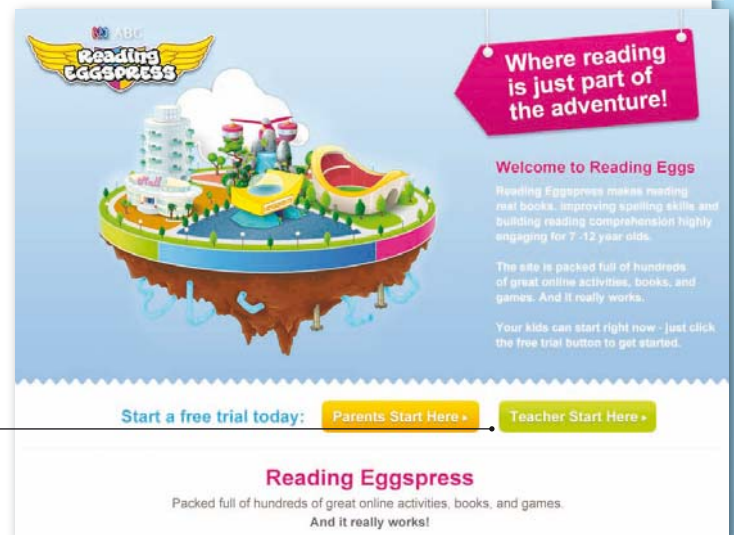 ABC
Reading
EGGSPRESS
Where reading
is just part of
the adventure!
Welcome to Reading Eggs
Reading Eggspress makes reading
real books, improving spelling skills and
building reading comprehension highly
engaging for 7 -12 year olds.
The site is packed full of hundreds
of great online activities, books, and
games. And it really works.
Your kids can start right now - just click
the free trial button to get started.
Start a free trial today:
Parents Start Here
Teacher Start Here
Reading Eggspress
Packed full of hundreds of great online activities, books, and games.
And it really works!